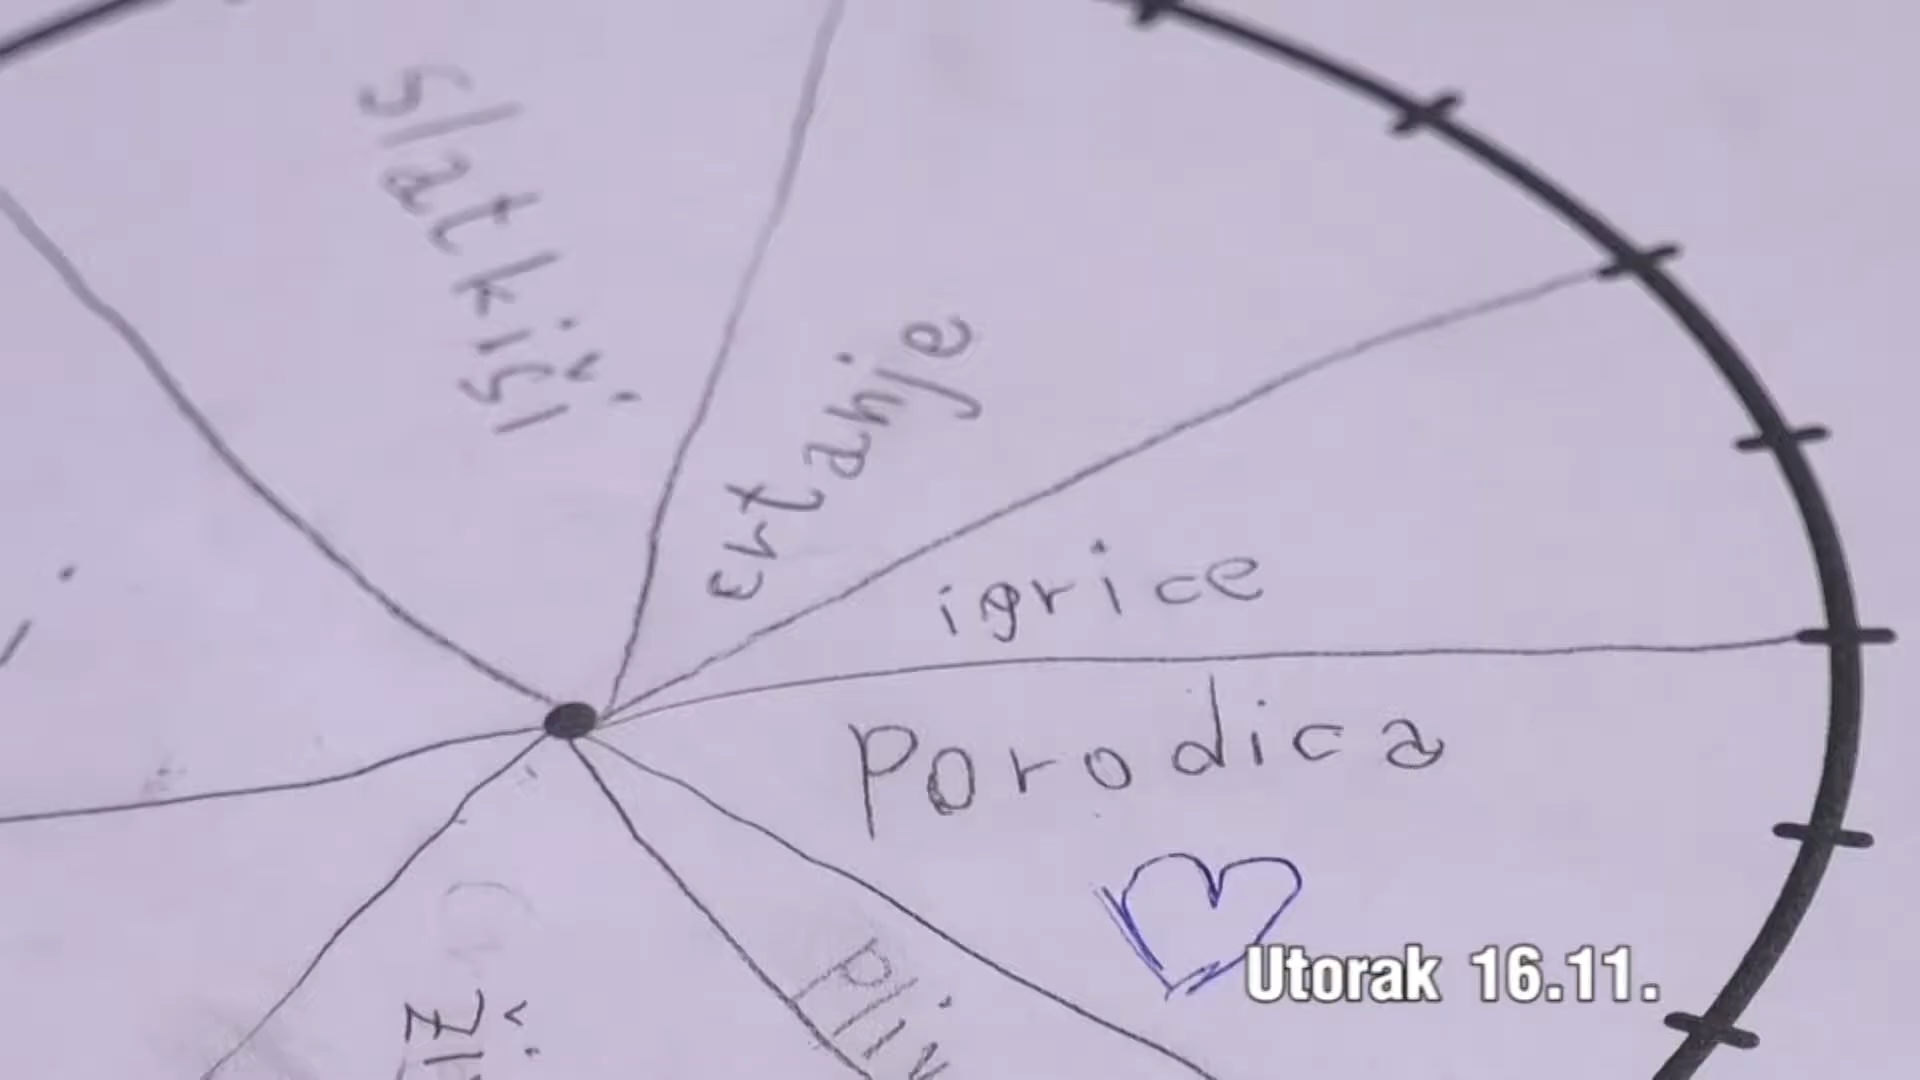 slatkiši
crtanje
igrice
Porodica
Utorak 16.11.